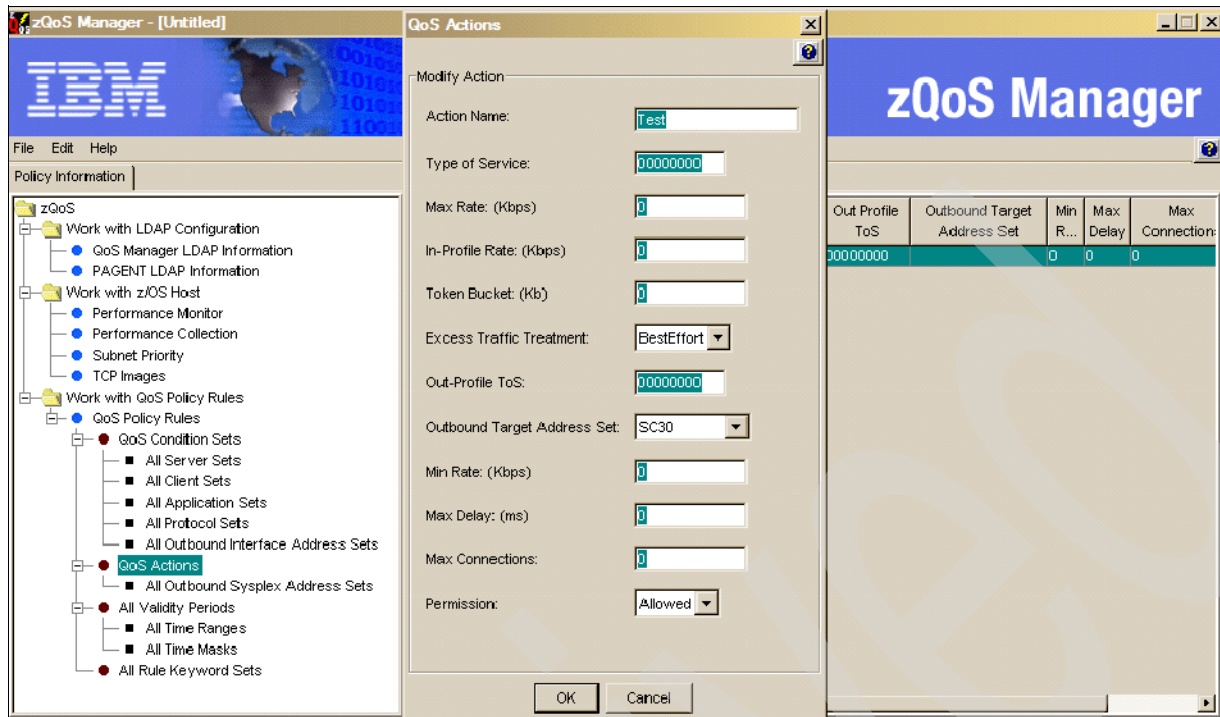 zQoS Manager - [Untitled]
IBM
zQoS Manager
File Edit Help
Policy Information
zQoS
Work with LDAP Configuration
QoS Manager LDAP Information
PAGENT LDAP Information
Work with z/OS Host
Performance Monitor
Performance Collection
Subnet Priority
TCP Images
Work with QoS Policy Rules
QoS Policy Rules
QoS Condition Sets
All Server Sets
All Client Sets
All Application Sets
All Protocol Sets
All Outbound Interface Address Sets
QoS Actions
All Outbound Sysplex Address Sets
All Validity Periods
All Time Ranges
All Time Masks
All Rule Keyword Sets
QoS Actions
Modify Action
Action Name: Test
Type of Service: 00000000
Max Rate: (Kbps) 0
In-Profile Rate: (Kbps) 0
Token Bucket: (Kb) 0
Excess Traffic Treatment: BestEffort
Out-Profile ToS: 00000000
Outbound Target Address Set: SC30
Min Rate: (Kbps) 0
Max Delay: (ms) 0
Max Connections: 0
Permission: Allowed
OK Cancel
Out Profile ToS Outbound Target Address Set Min R... Max Delay Max Connection
00000000 0 0 0